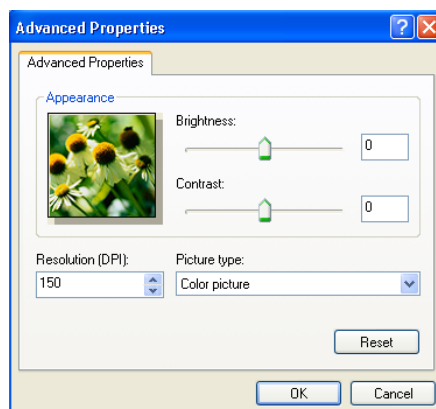 Advanced Properties
Advanced Properties
Appearance
Brightness:
0
Contrast:
0
Resolution (DPI):
Picture type:
150
Color picture
Reset
OK
Cancel